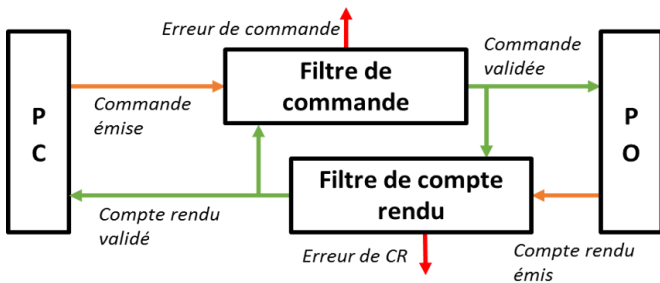 Erreur de commande
Filtre de
commande
Commande
validée
P
C
Commande
émise
P
O
Filtre de compte
rendu
Compte rendu
validé
Erreur de CR
Compte rendu
émis